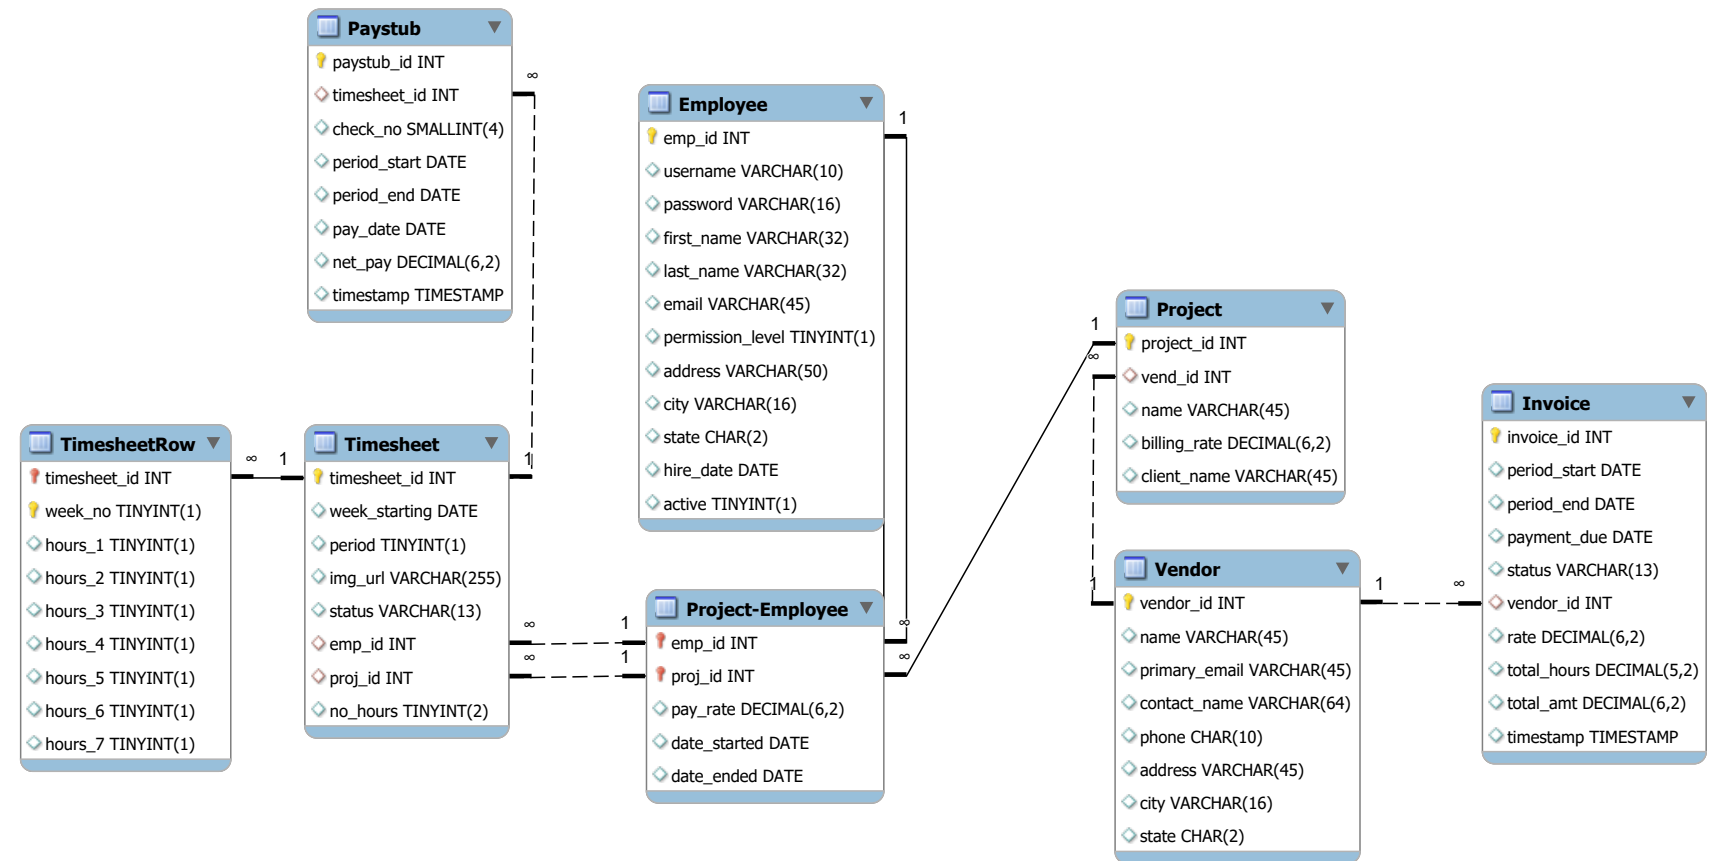 Paystub
paystub_id INT
timesheet_id INT
check_no SMALLINT(4)
period_start DATE
period_end DATE
pay_date DATE
net_pay DECIMAL(6,2)
timestamp TIMESTAMP
∞
1
Employee
emp_id INT
username VARCHAR(10)
password VARCHAR(16)
first_name VARCHAR(32)
last_name VARCHAR(32)
email VARCHAR(45)
permission_level TINYINT(1)
address VARCHAR(50)
city VARCHAR(16)
state CHAR(2)
hire_date DATE
active TINYINT(1)
1
∞
TimesheetRow
timesheet_id INT
week_no TINYINT(1)
hours_1 TINYINT(1)
hours_2 TINYINT(1)
hours_3 TINYINT(1)
hours_4 TINYINT(1)
hours_5 TINYINT(1)
hours_6 TINYINT(1)
hours_7 TINYINT(1)
∞ 1
Timesheet
timesheet_id INT
week_starting DATE
period TINYINT(1)
img_url VARCHAR(255)
status VARCHAR(13)
emp_id INT
proj_id INT
no_hours TINYINT(2)
∞ 1
∞ 1
Project-Employee
emp_id INT
proj_id INT
pay_rate DECIMAL(6,2)
date_started DATE
date_ended DATE
∞
1
Project
project_id INT
vend_id INT
name VARCHAR(45)
billing_rate DECIMAL(6,2)
client_name VARCHAR(45)
∞
1
Vendor
vendor_id INT
name VARCHAR(45)
primary_email VARCHAR(45)
contact_name VARCHAR(64)
phone CHAR(10)
address VARCHAR(45)
city VARCHAR(16)
state CHAR(2)
1 ∞
Invoice
invoice_id INT
period_start DATE
period_end DATE
payment_due DATE
status VARCHAR(13)
vendor_id INT
rate DECIMAL(6,2)
total_hours DECIMAL(5,2)
total_amt DECIMAL(6,2)
timestamp TIMESTAMP